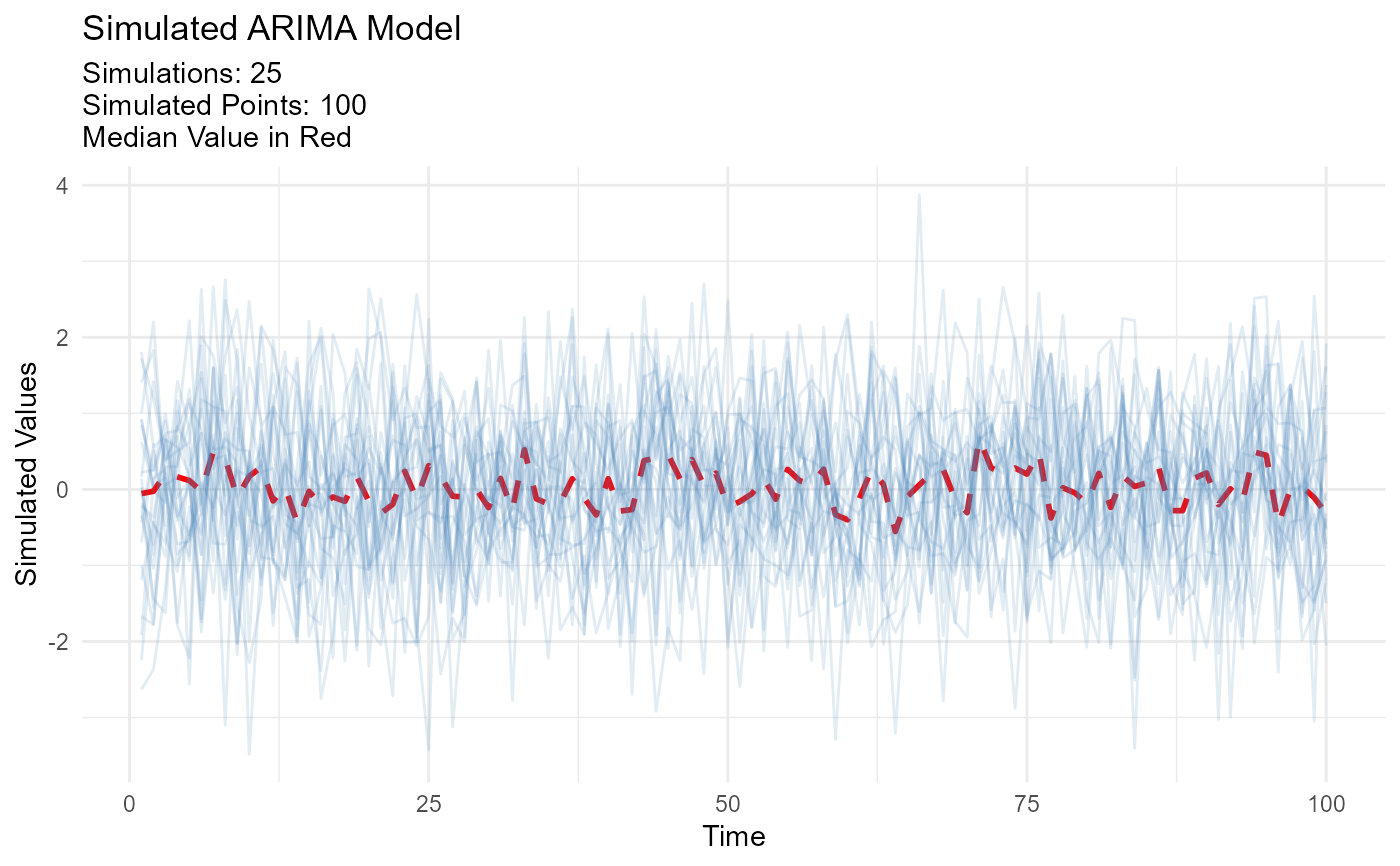 Simulated ARIMA Model
Simulations: 25
Simulated Points: 100
Median Value in Red
4
2
0
-2
Simulated Values
0
25
50
75
100
Time